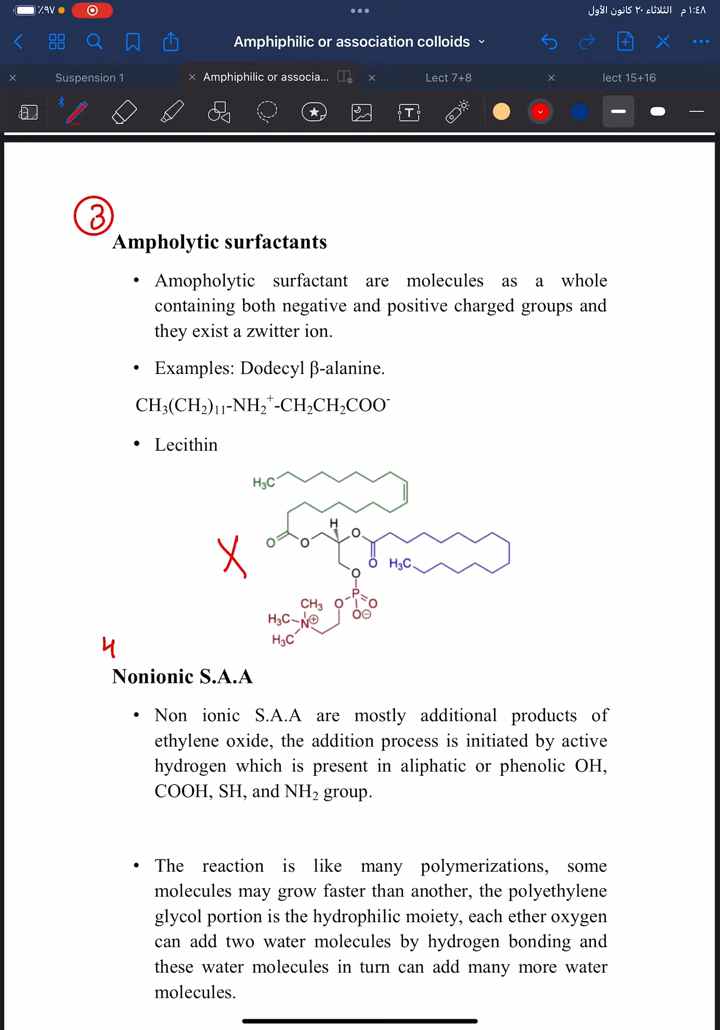 ٪٩٧
١:٤٨ م الثلاثاء ٢٠ كانون الأول
Amphiphilic or association colloids
Suspension 1
Amphiphilic or associa...
Lect 7+8
lect 15+16
3
Ampholytic surfactants
• Amopholytic surfactant are molecules as a whole
containing both negative and positive charged groups and
they exist a zwitter ion.
• Examples: Dodecyl β-alanine.
CH₃(CH₂)₁₁-NH₂⁺-CH₂CH₂COO⁻
• Lecithin
H₃C
H
O
O
O
O
H₃C
O
X
CH₃
O
P
O
H₃C
N⊕
O⊖
H₃C
4
Nonionic S.A.A
• Non ionic S.A.A are mostly additional products of
ethylene oxide, the addition process is initiated by active
hydrogen which is present in aliphatic or phenolic OH,
COOH, SH, and NH₂ group.
• The reaction is like many polymerizations, some
molecules may grow faster than another, the polyethylene
glycol portion is the hydrophilic moiety, each ether oxygen
can add two water molecules by hydrogen bonding and
these water molecules in turn can add many more water
molecules.